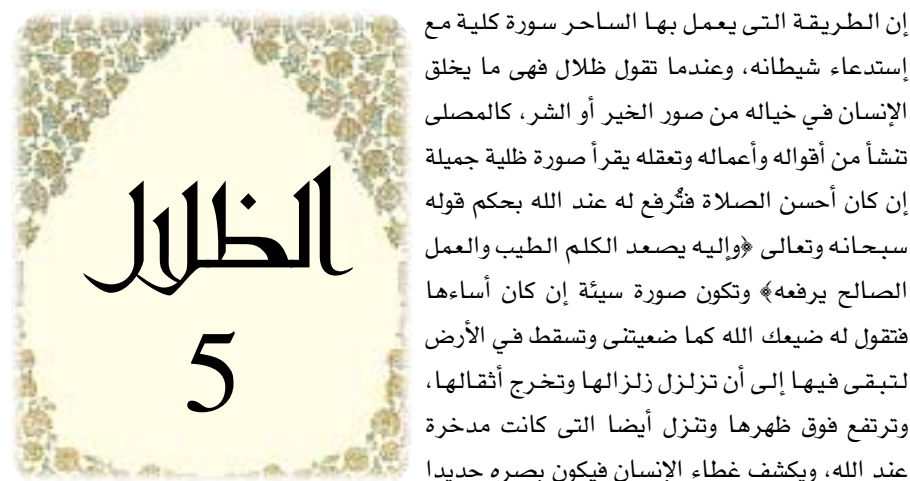 إن الطريقة التى يعمل بها الساحر سورة كلية مع
إستدعاء شيطانه، وعندما تقول ظلال فهى ما يخلق
الإنسان في خياله من صور الخير أو الشر، كالمصلى
تنشأ من أقواله وأعماله وتعقله يقرأ صورة ظلية جميلة
إن كان أحسن الصلاة فتُرفع له عند الله بحكم قوله
سبحانه وتعالى ﴿وإليه يصعد الكلم الطيب والعمل
الصالح يرفعه﴾ وتكون صورة سيئة إن كان أساءها
فتقول له ضيعك الله كما ضعيتنى وتسقط في الأرض
لتبقى فيها إلى أن تزلزل زلزالها وتخرج أثقالها،
وترتفع فوق ظهرها وتنزل أيضا التى كانت مدخرة
عند الله، ويكشف غطاء الإنسان فيكون بصره حديدا
الظلال
5